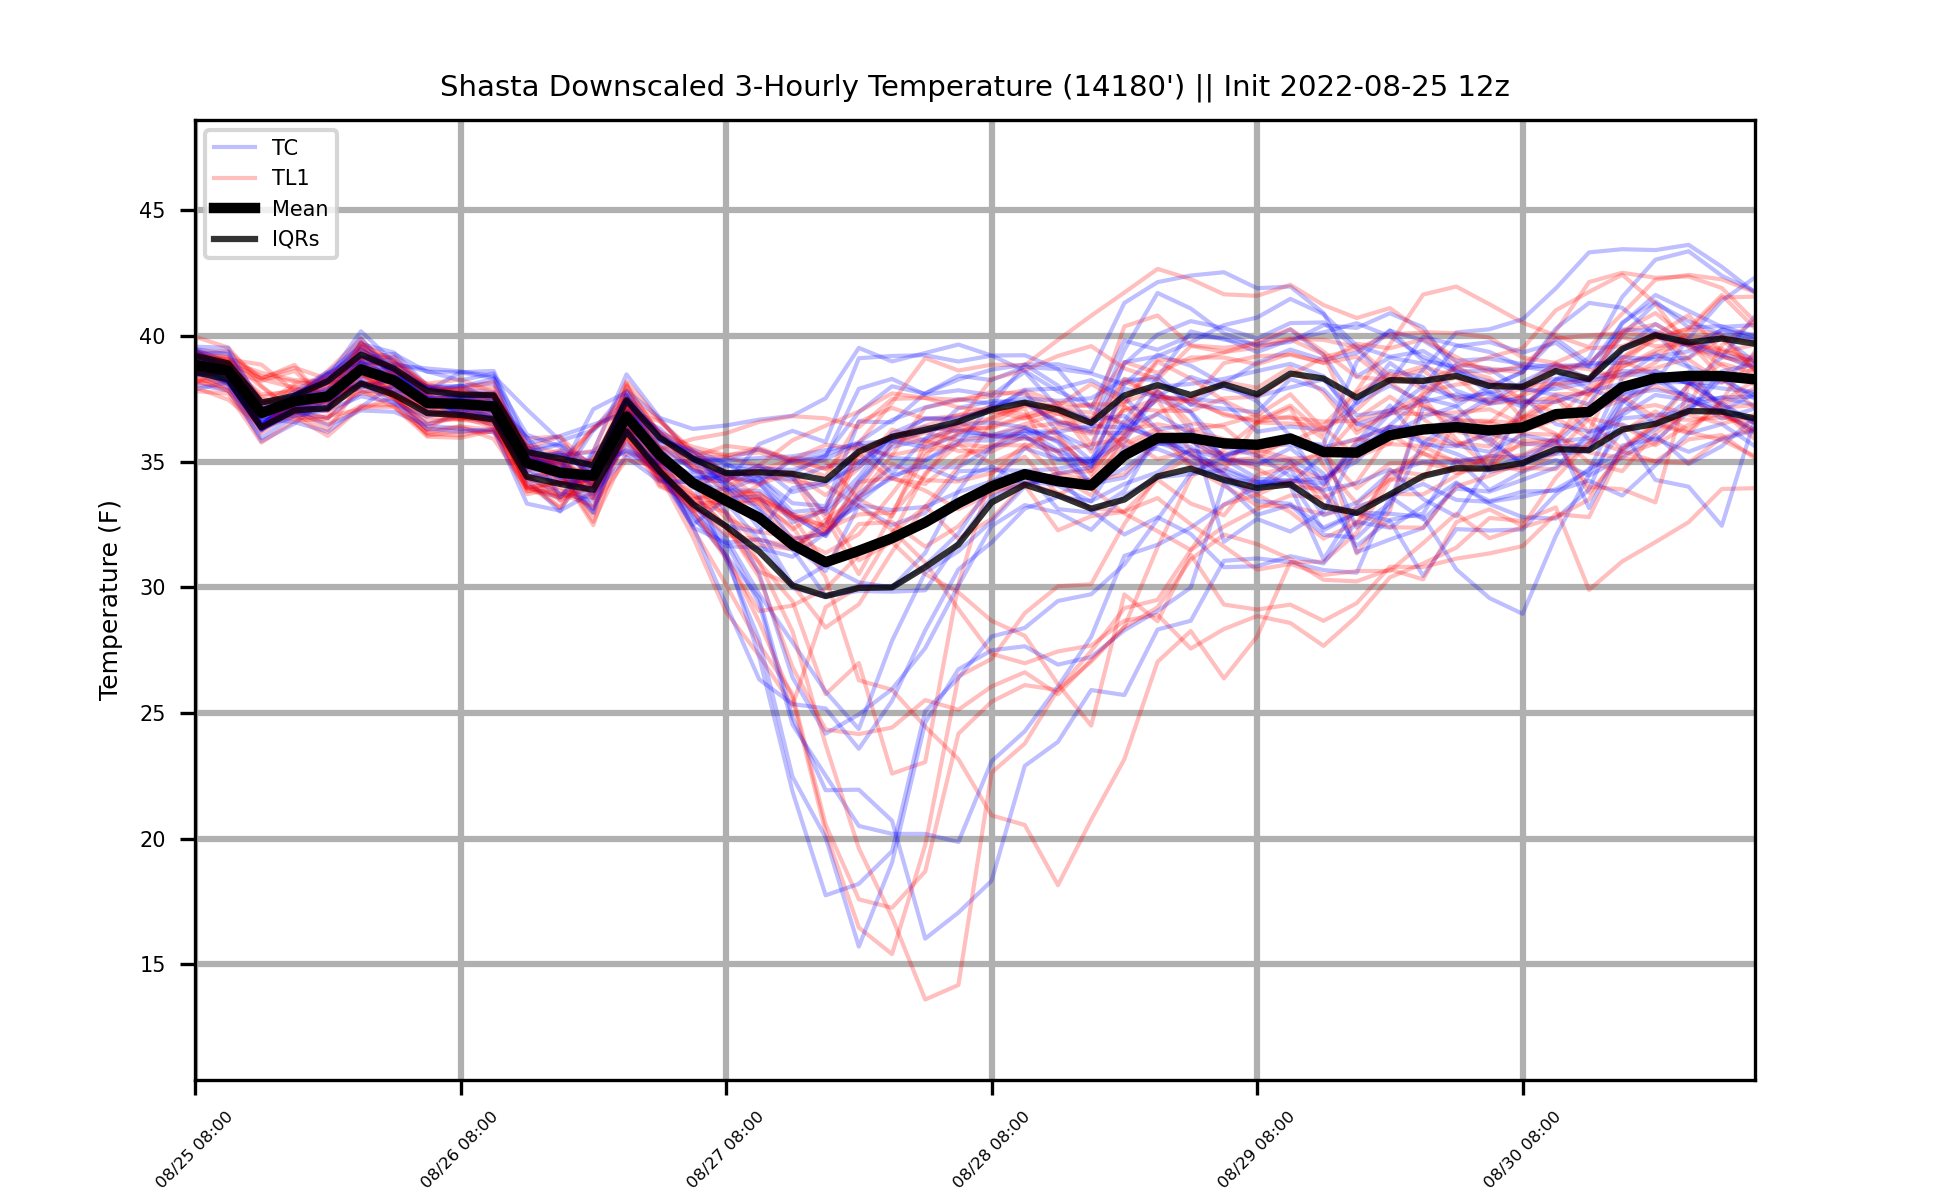 Shasta Downscaled 3-Hourly Temperature (14180') || Init 2022-08-25 12z
TC
TL1
Mean
IQRs
Temperature (F)
45
40
35
30
25
20
15
08/25 08:00
08/26 08:00
08/27 08:00
08/28 08:00
08/29 08:00
08/30 08:00